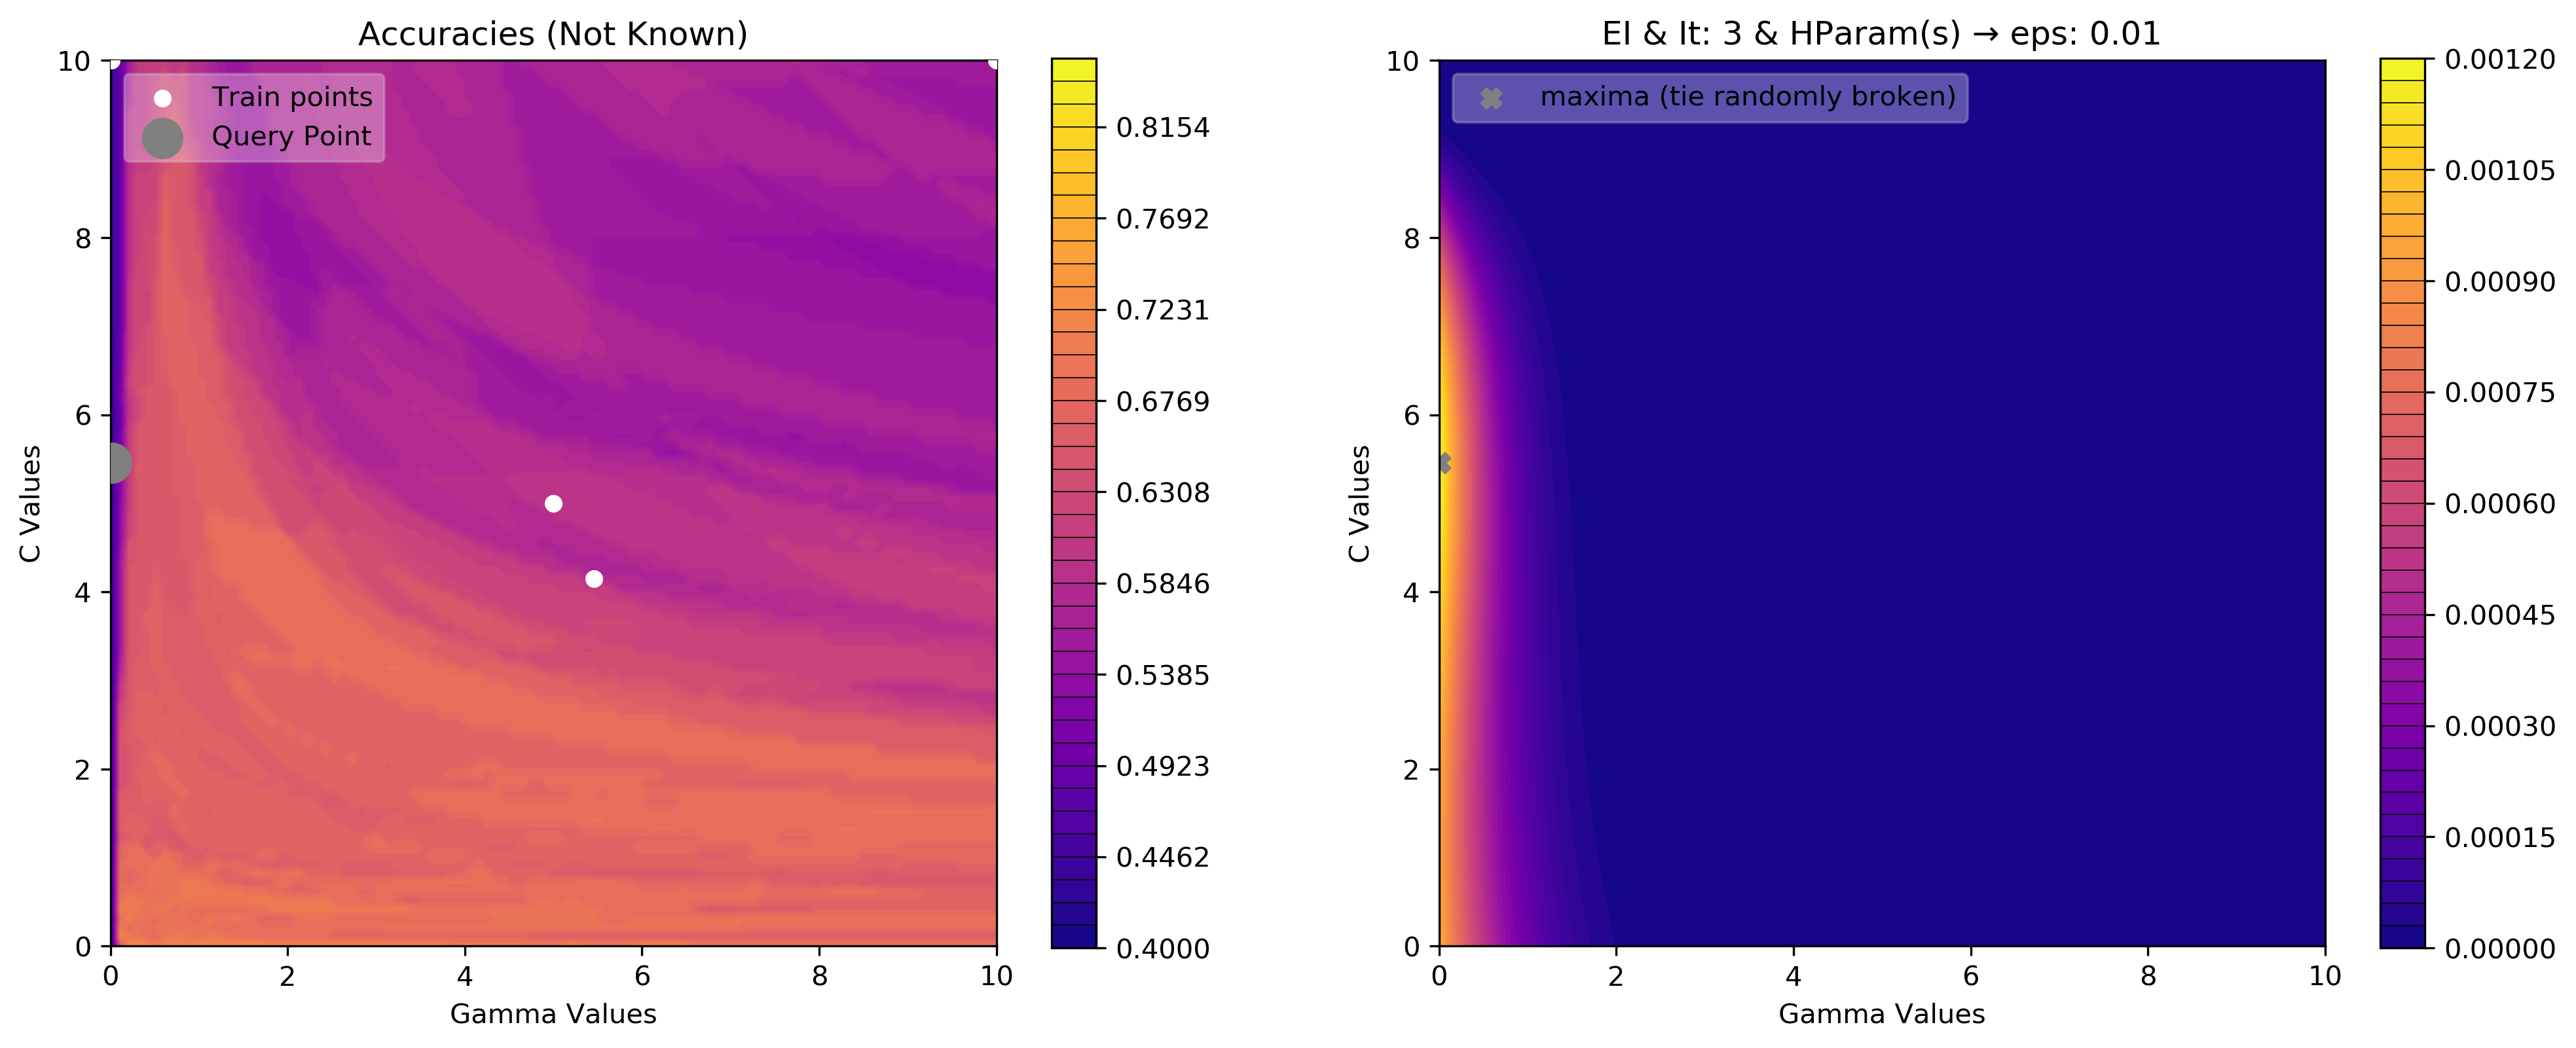 Accuracies (Not Known)
Train points
Query Point
10
8
6
4
2
0
C Values
0 2 4 6 8 10
Gamma Values
0.8154
0.7692
0.7231
0.6769
0.6308
0.5846
0.5385
0.4923
0.4462
0.4000
EI & It: 3 & HParam(s) → eps: 0.01
maxima (tie randomly broken)
10
8
6
4
2
0
C Values
0 2 4 6 8 10
Gamma Values
0.00120
0.00105
0.00090
0.00075
0.00060
0.00045
0.00030
0.00015
0.00000